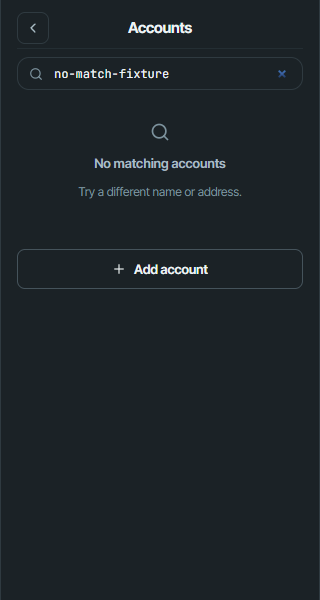 Accounts
no-match-fixture
No matching accounts
Try a different name or address.
Add account